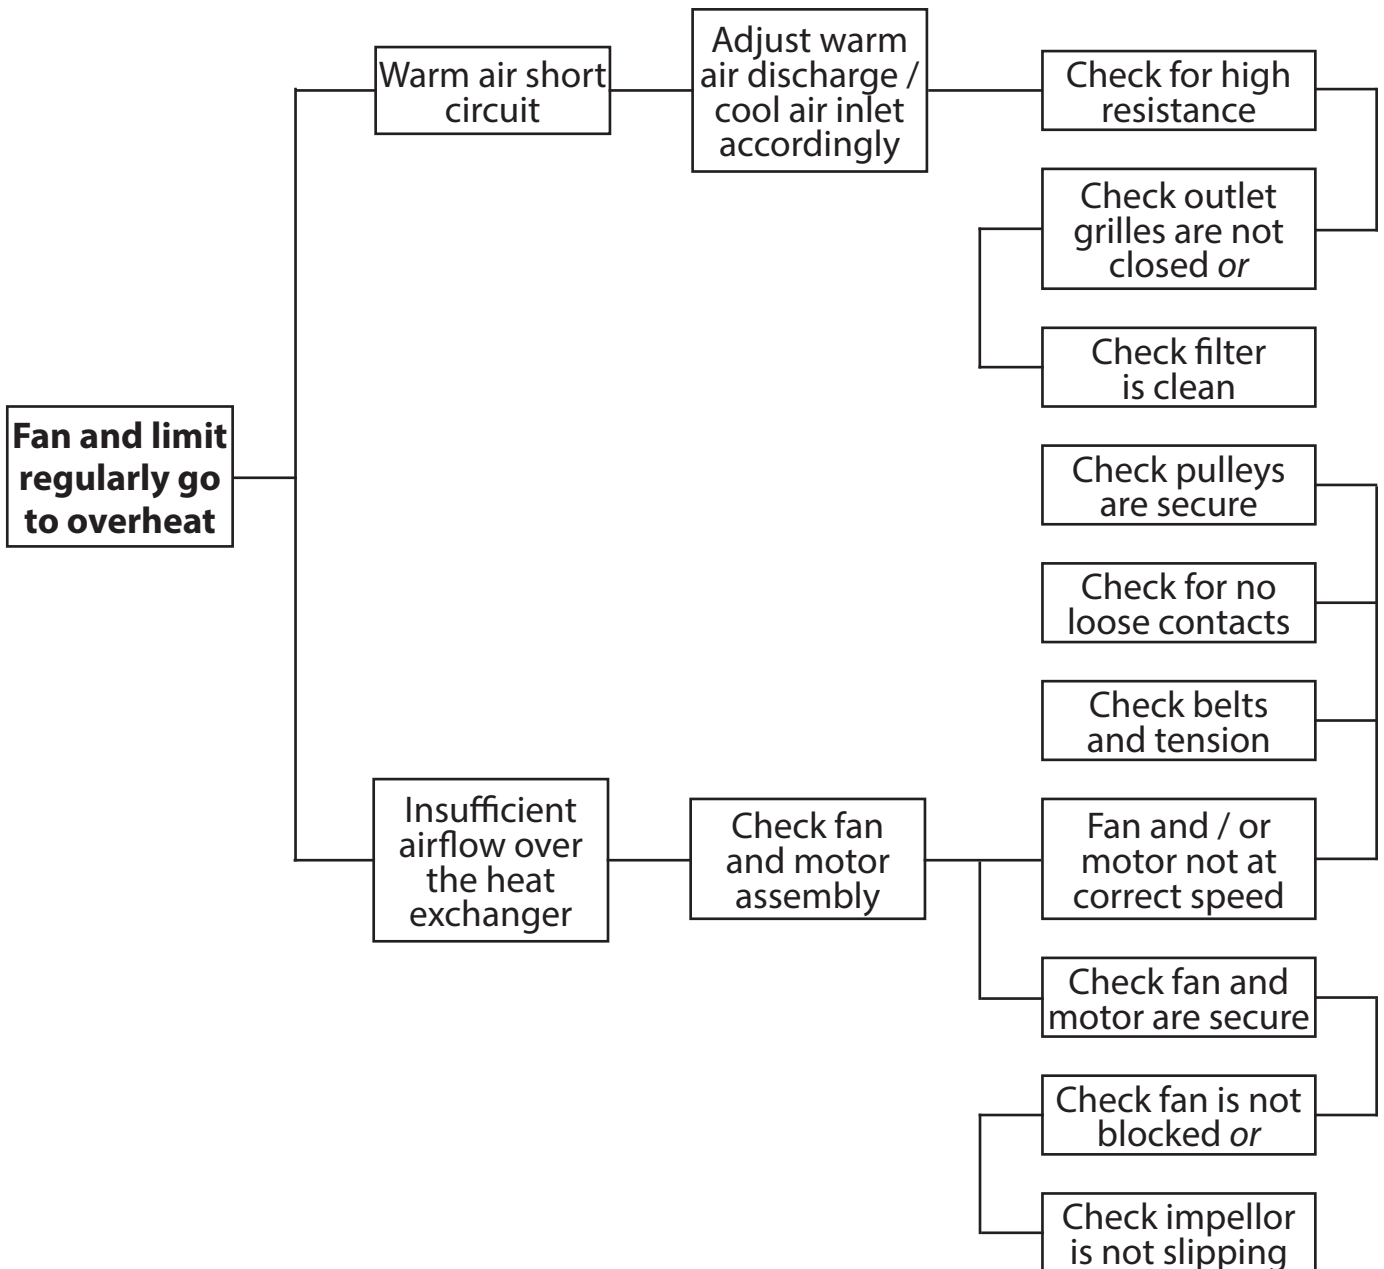 Warm air short
circuit
Adjust warm
air discharge /
cool air inlet
accordingly
Check for high
resistance
Check outlet
grilles are not
closed or
Check filter
is clean
Fan and limit
regularly go
to overheat
Check pulleys
are secure
Check for no
loose contacts
Check belts
and tension
Insufficient
airflow over
the heat
exchanger
Check fan
and motor
assembly
Fan and / or
motor not at
correct speed
Check fan and
motor are secure
Check fan is not
blocked or
Check impellor
is not slipping